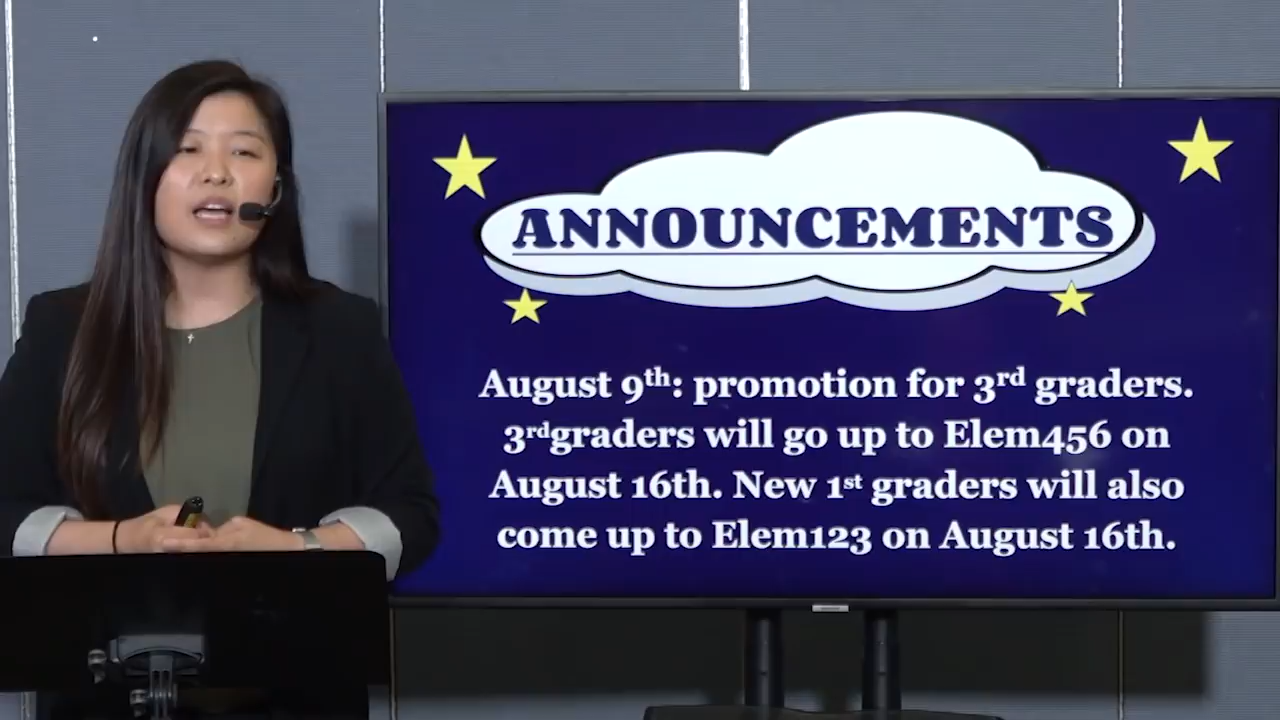 ANNOUNCEMENTS
August 9th: promotion for 3rd graders.
3rdgraders will go up to Elem456 on
August 16th. New 1st graders will also
come up to Elem123 on August 16th.